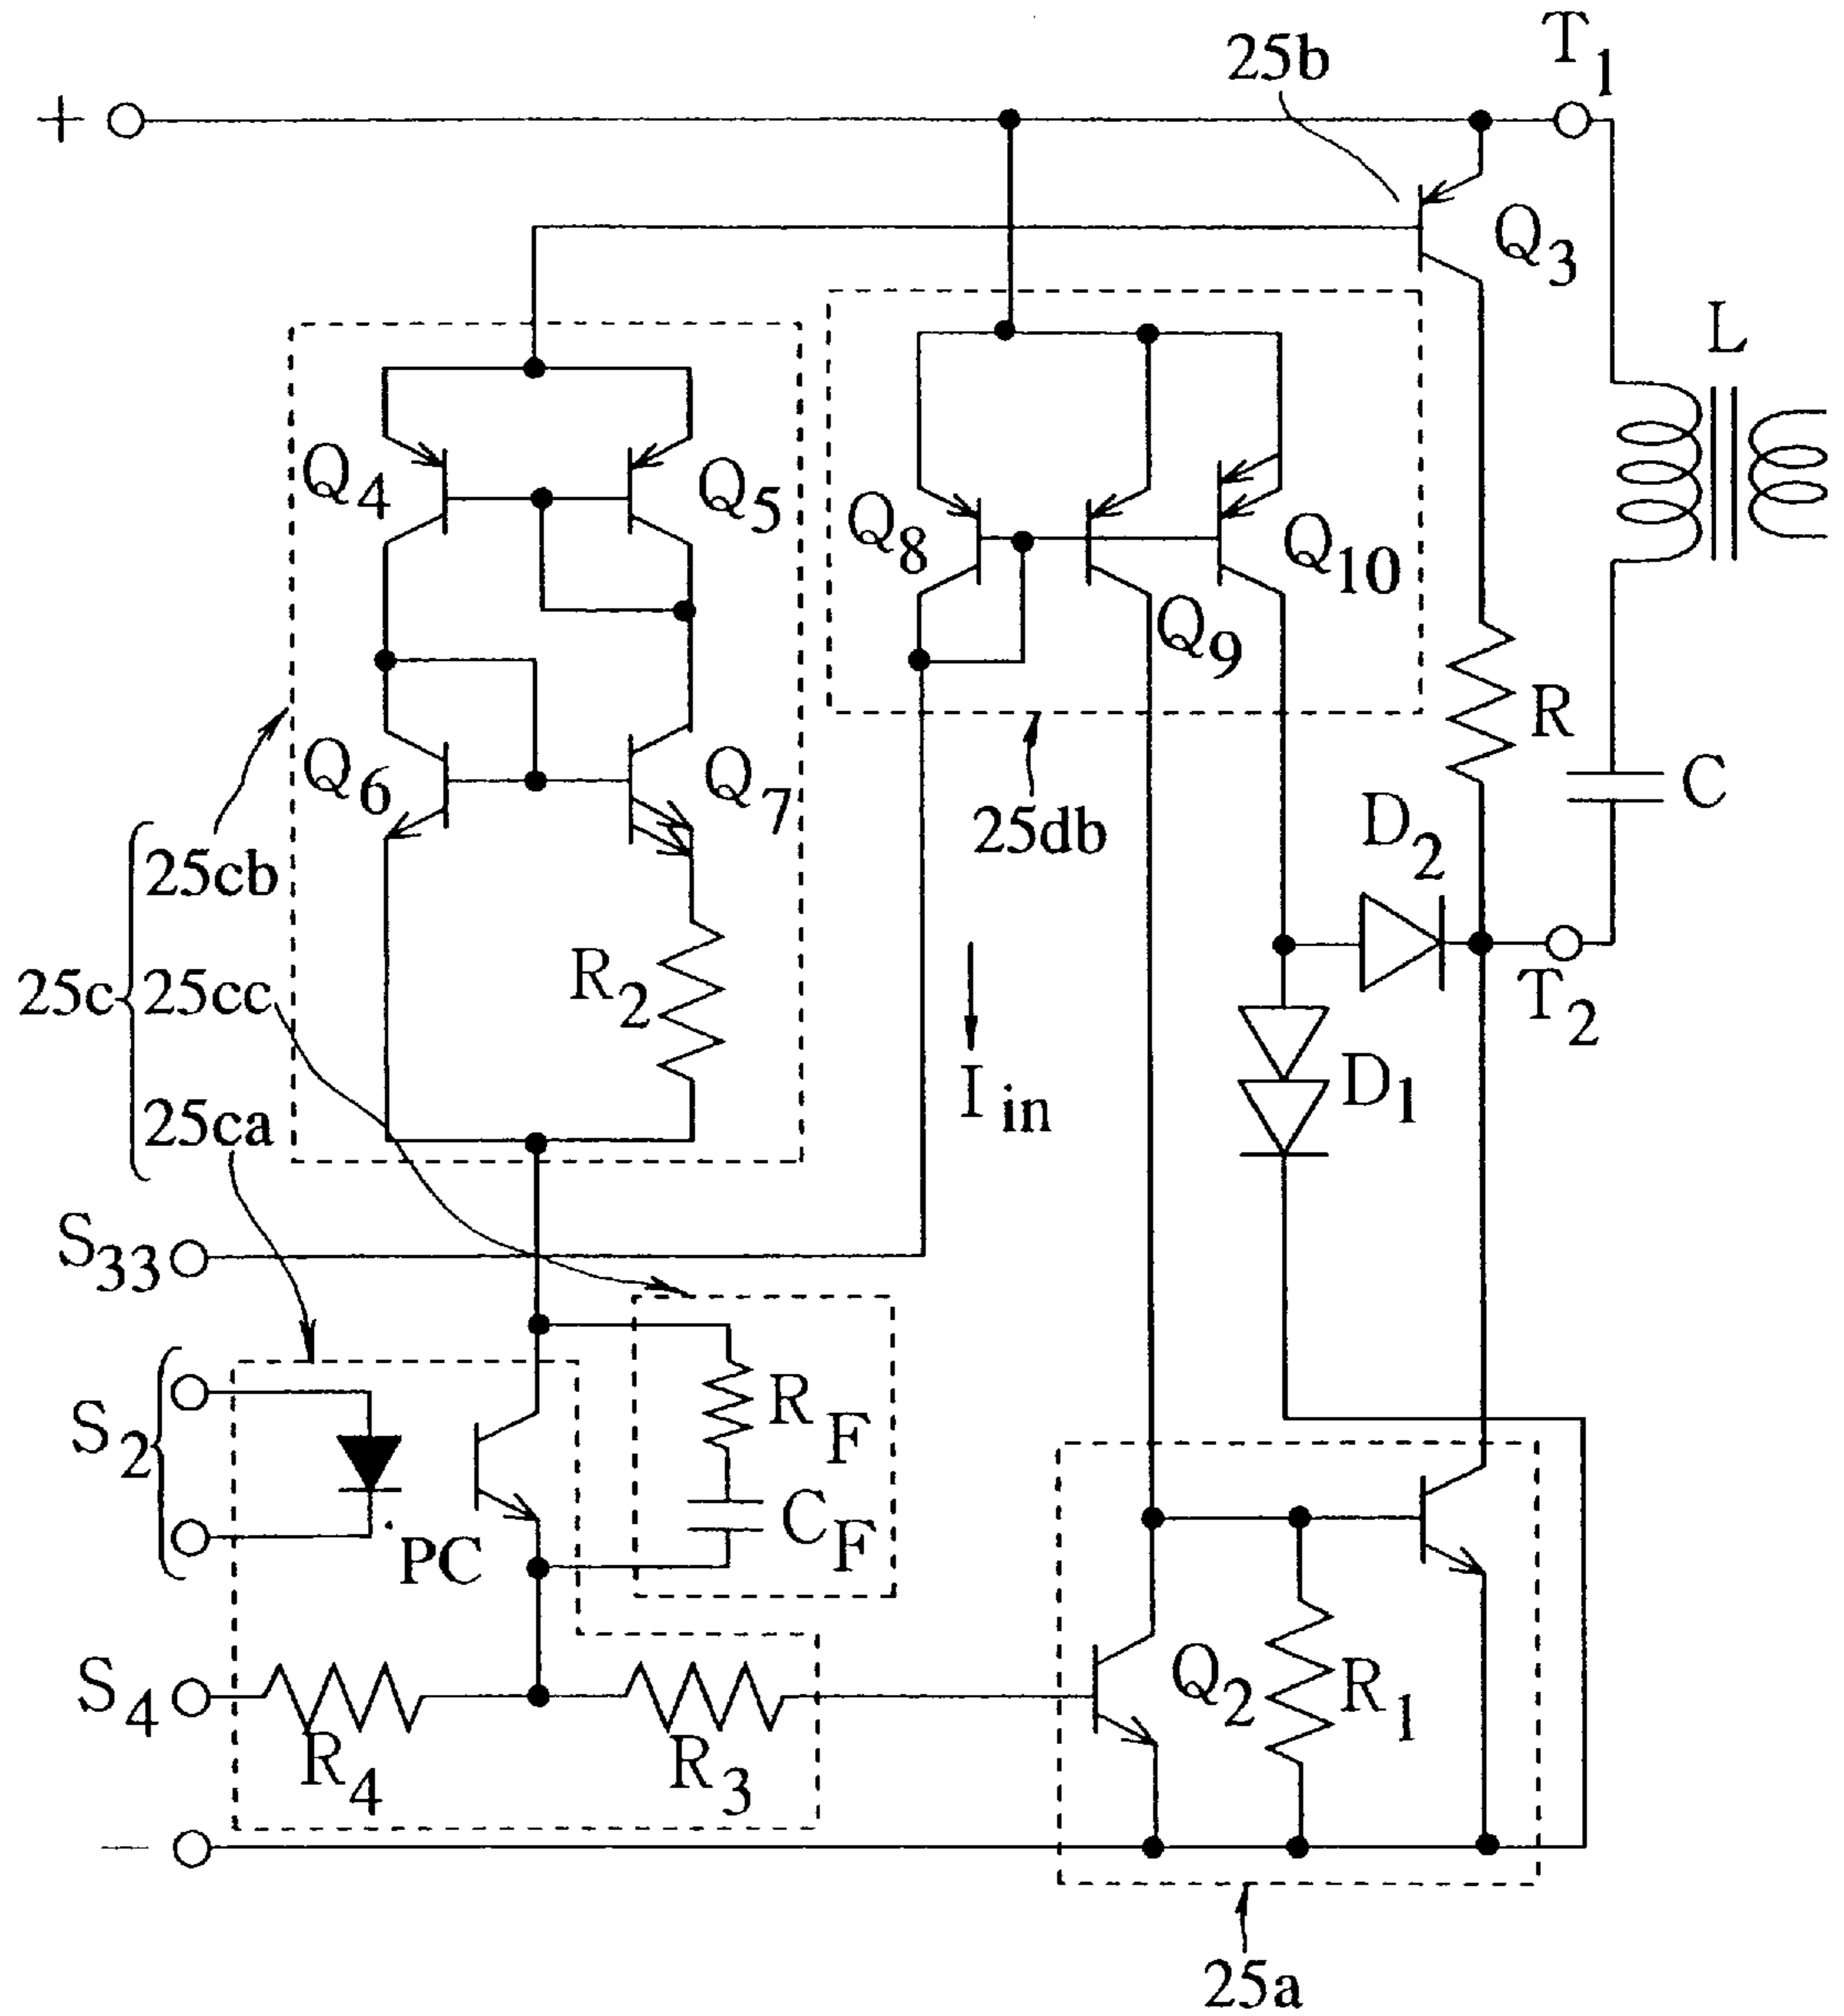 25b
T1
+
Q3
L
Q4
Q5
Q8
Q10
Q9
R
Q6
Q7
25db
D2
C
25cb
25c
25cc
R2
T2
Iin
D1
25ca
S33
S2
RF
CF
PC
S4
R4
R3
Q2
R1
−
25a